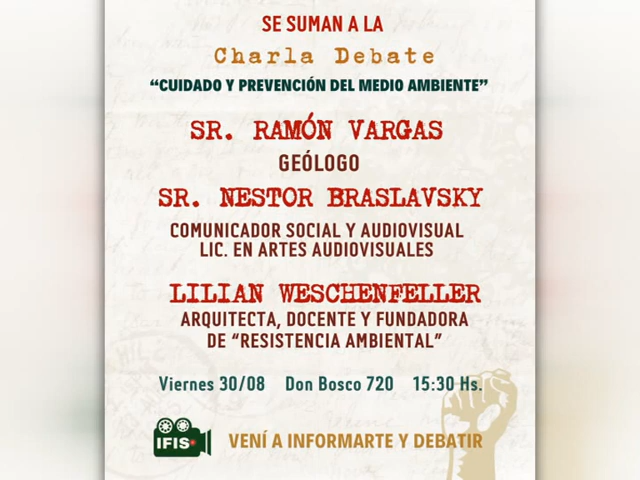 SE SUMAN A LA
Charla Debate
“CUIDADO Y PREVENCIÓN DEL MEDIO AMBIENTE”
SR. RAMÓN VARGAS
GEÓLOGO
SR. NESTOR BRASLAVSKY
COMUNICADOR SOCIAL Y AUDIOVISUAL
LIC. EN ARTES AUDIOVISUALES
LILIAN WESCHENFELLER
ARQUITECTA, DOCENTE Y FUNDADORA
DE “RESISTENCIA AMBIENTAL”
Viernes 30/08 Don Bosco 720 15:30 Hs.
IFIS
VENÍ A INFORMARTE Y DEBATIR